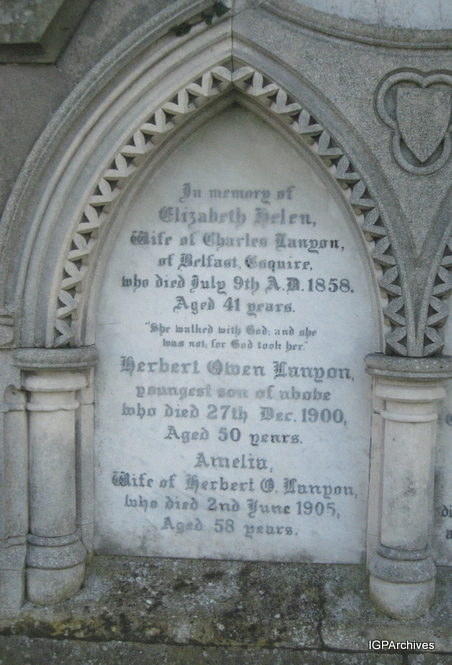 In memory of
Elizabeth Helen,
Wife of Charles Lanyon,
of Belfast, Esquire,
who died July 9th A.D. 1858.
Aged 41 years.
"She walked with God; and she
was not; for God took her."
Herbert Owen Lanyon,
youngest son of above
who died 27th Dec. 1900,
Aged 50 years.
Amelia,
Wife of Herbert O. Lanyon,
who died 2nd June 1905,
Aged 58 years.
IGPArchives